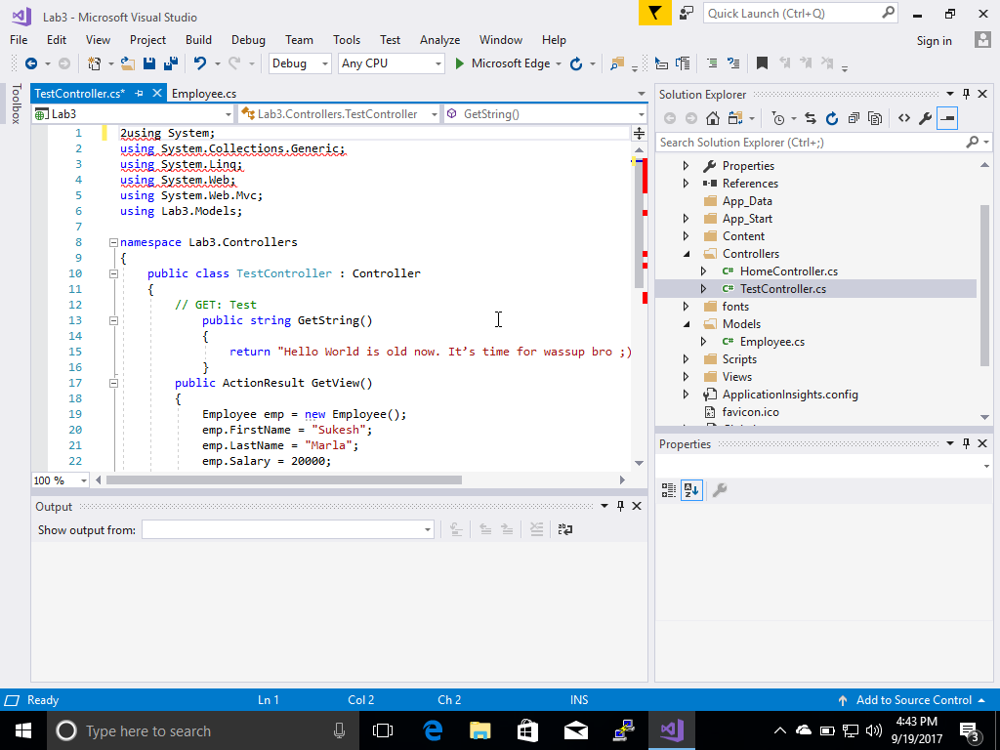 Lab3 - Microsoft Visual Studio
Quick Launch (Ctrl+Q)
File Edit View Project Build Debug Team Tools Test Analyze Window Help
Sign in
Debug Any CPU Microsoft Edge
Toolbox
TestController.cs* Employee.cs
Lab3 Lab3.Controllers.TestController GetString()
1 2using System;
2 using System.Collections.Generic;
3 using System.Linq;
4 using System.Web;
5 using System.Web.Mvc;
6 using Lab3.Models;
7
8 namespace Lab3.Controllers
9 {
10 public class TestController : Controller
11 {
12 // GET: Test
13 public string GetString()
14 {
15 return "Hello World is old now. It’s time for wassup bro ;)
16 }
17 public ActionResult GetView()
18 {
19 Employee emp = new Employee();
20 emp.FirstName = "Sukesh";
21 emp.LastName = "Marla";
22 emp.Salary = 20000;
100 %
Output
Show output from:
Solution Explorer
Search Solution Explorer (Ctrl+;)
Properties
References
App_Data
App_Start
Content
Controllers
C# HomeController.cs
C# TestController.cs
fonts
Models
C# Employee.cs
Scripts
Views
ApplicationInsights.config
favicon.ico
Properties
Ready Ln 1 Col 2 Ch 2 INS Add to Source Control
Type here to search
4:43 PM
9/19/2017
3